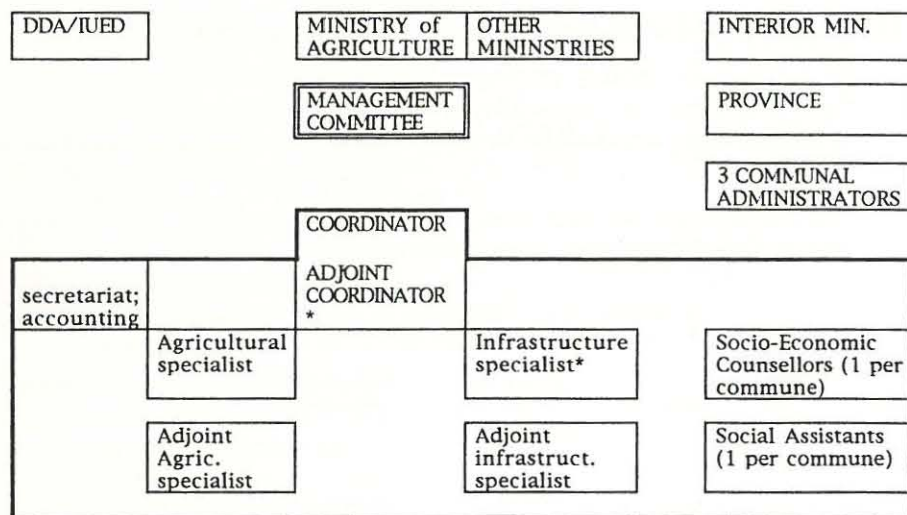 DDA/IUED
MINISTRY of
AGRICULTURE
OTHER
MININSTRIES
INTERIOR MIN.
MANAGEMENT
COMMITTEE
PROVINCE
3 COMMUNAL
ADMINISTRATORS
COORDINATOR
ADJOINT
COORDINATOR
*
secretariat;
accounting
Agricultural
specialist
Infrastructure
specialist*
Socio-Economic
Counsellors (1 per
commune)
Adjoint
Agric.
specialist
Adjoint
infrastruct.
specialist
Social Assistants
(1 per commune)